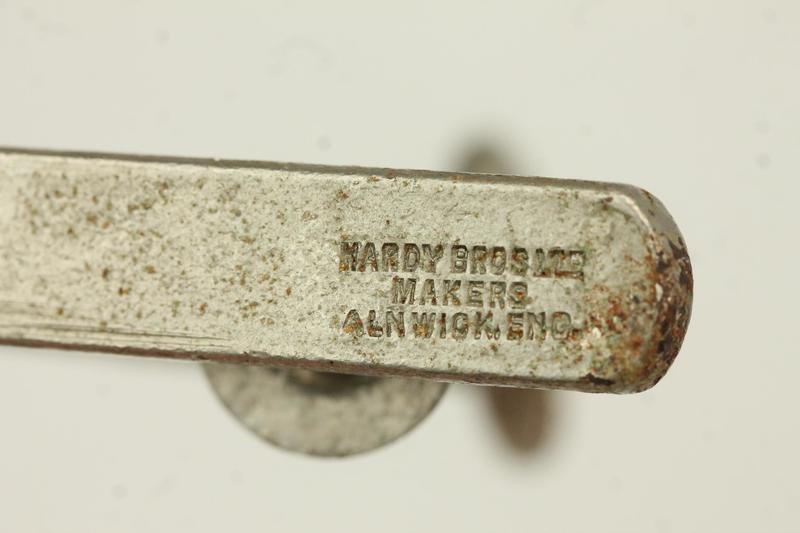 HARDY BROS LTD
MAKERS
ALNWICK. ENG.